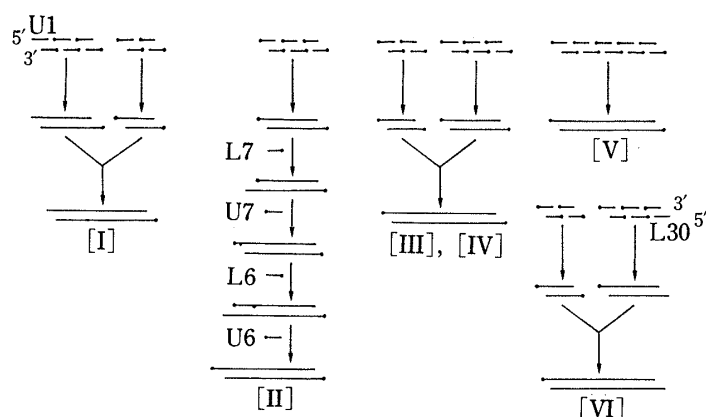 5′ U1
3′
L7
U7
L6
U6
[I]
[II]
[III], [IV]
[V]
3′
L30 5′
[VI]